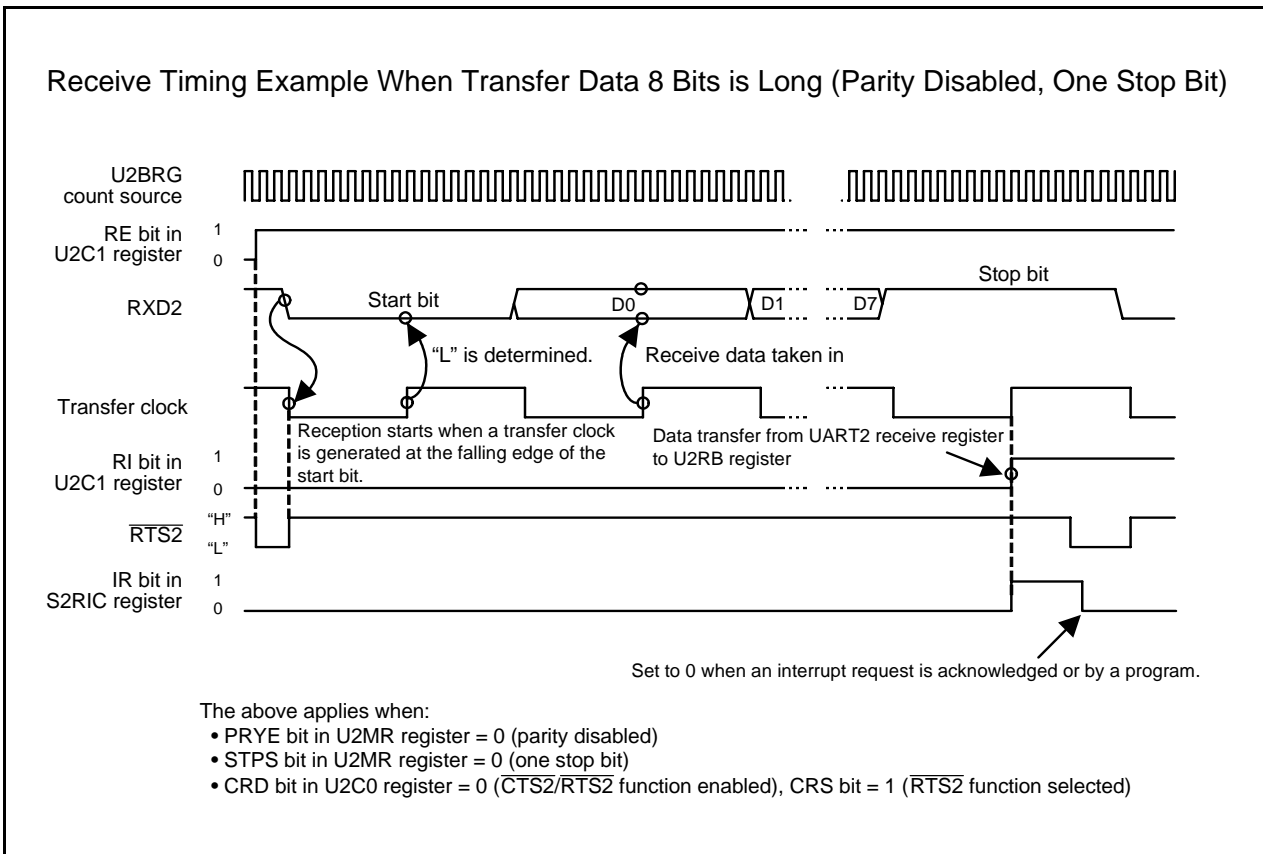 Receive Timing Example When Transfer Data 8 Bits is Long (Parity Disabled, One Stop Bit)
U2BRG
count source
RE bit in
U2C1 register
1
0
RXD2
Start bit
D0
D1
D7
Stop bit
“L” is determined.
Receive data taken in
Transfer clock
Reception starts when a transfer clock
is generated at the falling edge of the
start bit.
Data transfer from UART2 receive register
to U2RB register
RI bit in
U2C1 register
1
0
RTS2
“H”
“L”
IR bit in
S2RIC register
1
0
Set to 0 when an interrupt request is acknowledged or by a program.
The above applies when:
• PRYE bit in U2MR register = 0 (parity disabled)
• STPS bit in U2MR register = 0 (one stop bit)
• CRD bit in U2C0 register = 0 (CTS2/RTS2 function enabled), CRS bit = 1 (RTS2 function selected)